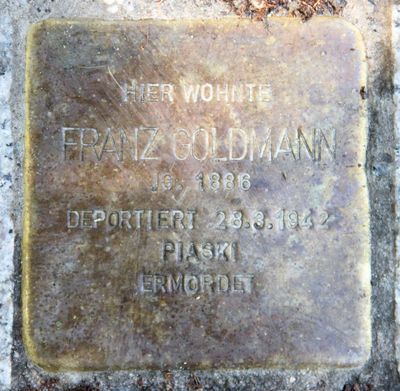 HIER WOHNTE
FRANZ GOLDMANN
JG. 1886
DEPORTIERT 28.3.1942
PIASKI
ERMORDET